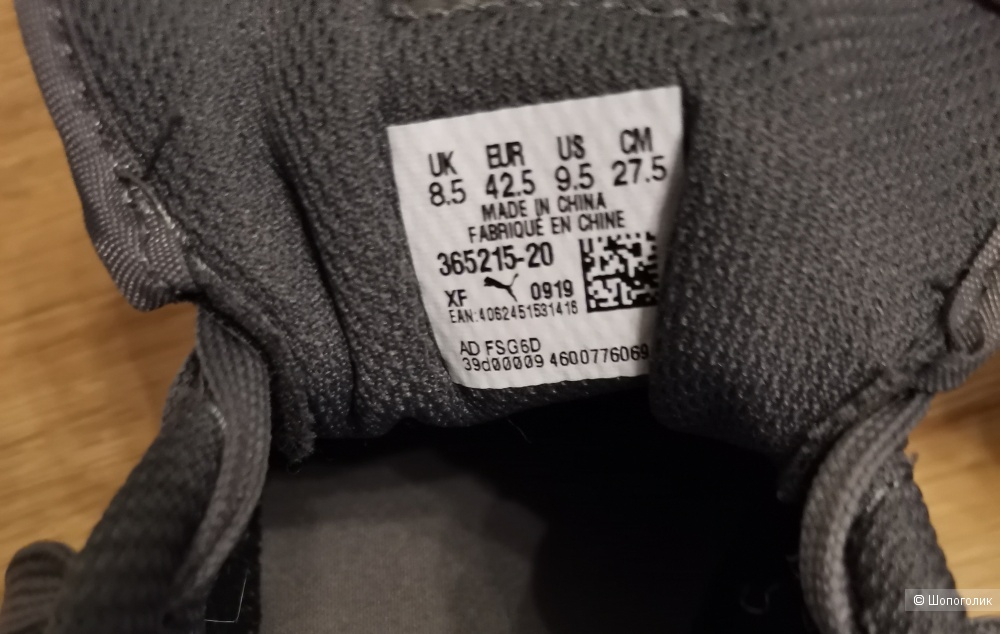 UK EUR US CM
8.5 42.5 9.5 27.5
MADE IN CHINA
FABRIQUE EN CHINE
365215-20
XF 0919
EAN:4062451531416
AD FSG6D
39d00009 4600776069
© Шопоголик